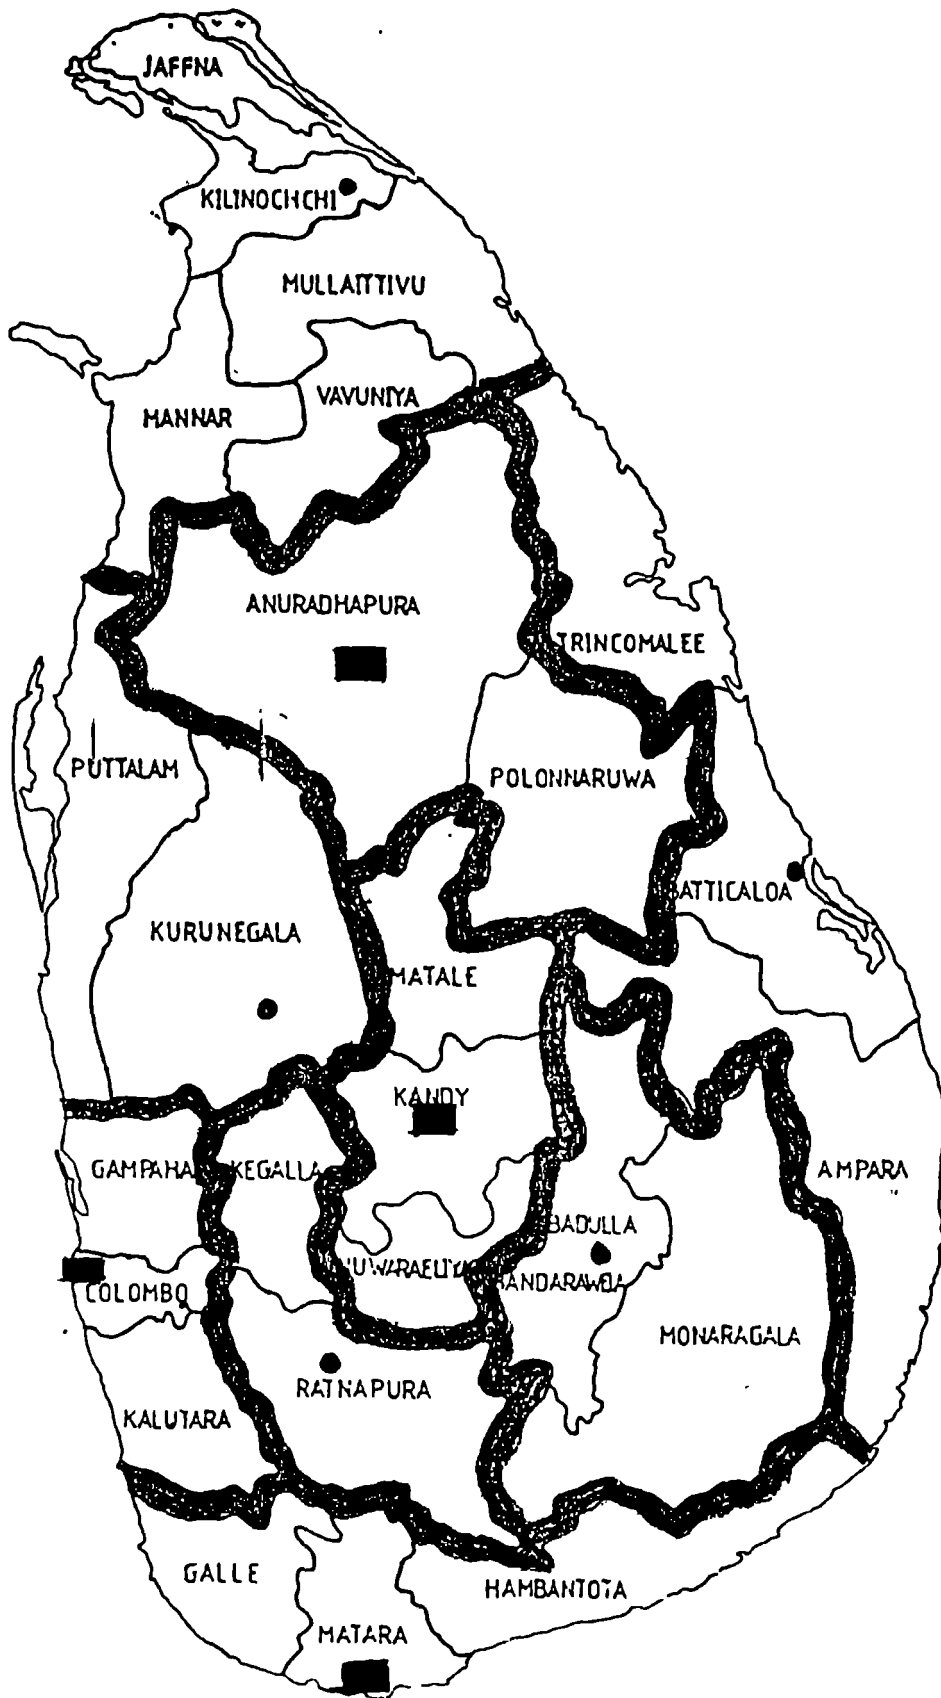 JAFFNA
KILINOCHCHI
MULLAITTIVU
VAVUNIYA
MANNAR
ANURADHAPURA
TRINCOMALEE
PUTTALAM
POLONNARUWA
BATTICALOA
KURUNEGALA
MATALE
KANDY
GAMPAHA
KEGALLA
AMPARA
BADULLA
NUWARAELIYA
BANDARAWELA
COLOMBO
MONARAGALA
RATNAPURA
KALUTARA
GALLE
HAMBANTOTA
MATARA